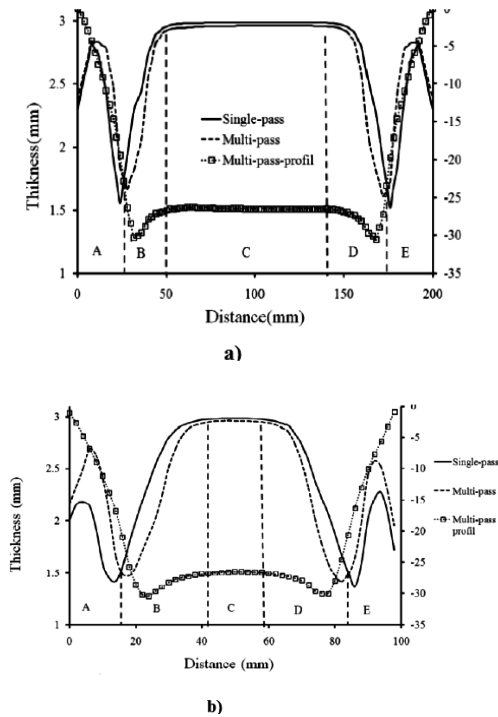 3
2.5
2
1.5
1
Thikness(mm)
0
-5
-10
-15
-20
-25
-30
-35
Single-pass
Multi-pass
Multi-pass-profil
A B C D E
0 50 100 150 200
Distance(mm)
a)
3
2.5
2
1.5
1
Thickness (mm)
0
-5
-10
-15
-20
-25
-30
-35
Single-pass
Multi-pass
Multi-pass
profil
A B C D E
0 20 40 60 80 100
Distance (mm)
b)